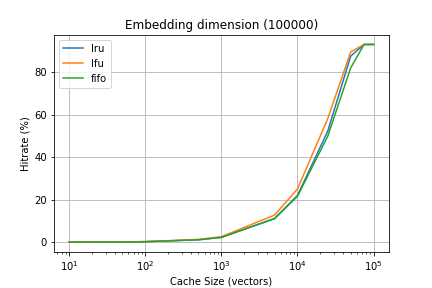 Embedding dimension (100000)
lru
lfu
fifo
Hitrate (%)
80
60
40
20
0
10¹
10²
10³
10⁴
10⁵
Cache Size (vectors)